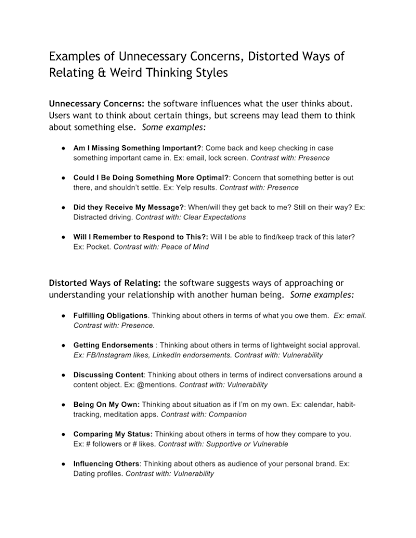 Examples of Unnecessary Concerns, Distorted Ways of
Relating & Weird Thinking Styles
Unnecessary Concerns: the software influences what the user thinks about.
Users want to think about certain things, but screens may lead them to think
about something else. Some examples:
● Am I Missing Something Important?: Come back and keep checking in case
something important came in. Ex: email, lock screen. Contrast with: Presence
● Could I Be Doing Something More Optimal?: Concern that something better is out
there, and shouldn't settle. Ex: Yelp results. Contrast with: Presence
● Did they Receive My Message?: When/will they get back to me? Still on their way? Ex:
Distracted driving. Contrast with: Clear Expectations
● Will I Remember to Respond to This?: Will I be able to find/keep track of this later?
Ex: Pocket. Contrast with: Peace of Mind
Distorted Ways of Relating: the software suggests ways of approaching or
understanding your relationship with another human being. Some examples:
● Fulfilling Obligations. Thinking about others in terms of what you owe them. Ex: email.
Contrast with: Presence.
● Getting Endorsements : Thinking about others in terms of lightweight social approval.
Ex: FB/Instagram likes, LinkedIn endorsements. Contrast with: Vulnerability
● Discussing Content: Thinking about others in terms of indirect conversations around a
content object. Ex: @mentions. Contrast with: Vulnerability
● Being On My Own: Thinking about situation as if I'm on my own. Ex: calendar, habit-
tracking, meditation apps. Contrast with: Companion
● Comparing My Status: Thinking about others in terms of how they compare to you.
Ex: # followers or # likes. Contrast with: Supportive or Vulnerable
● Influencing Others: Thinking about others as audience of your personal brand. Ex:
Dating profiles. Contrast with: Vulnerability